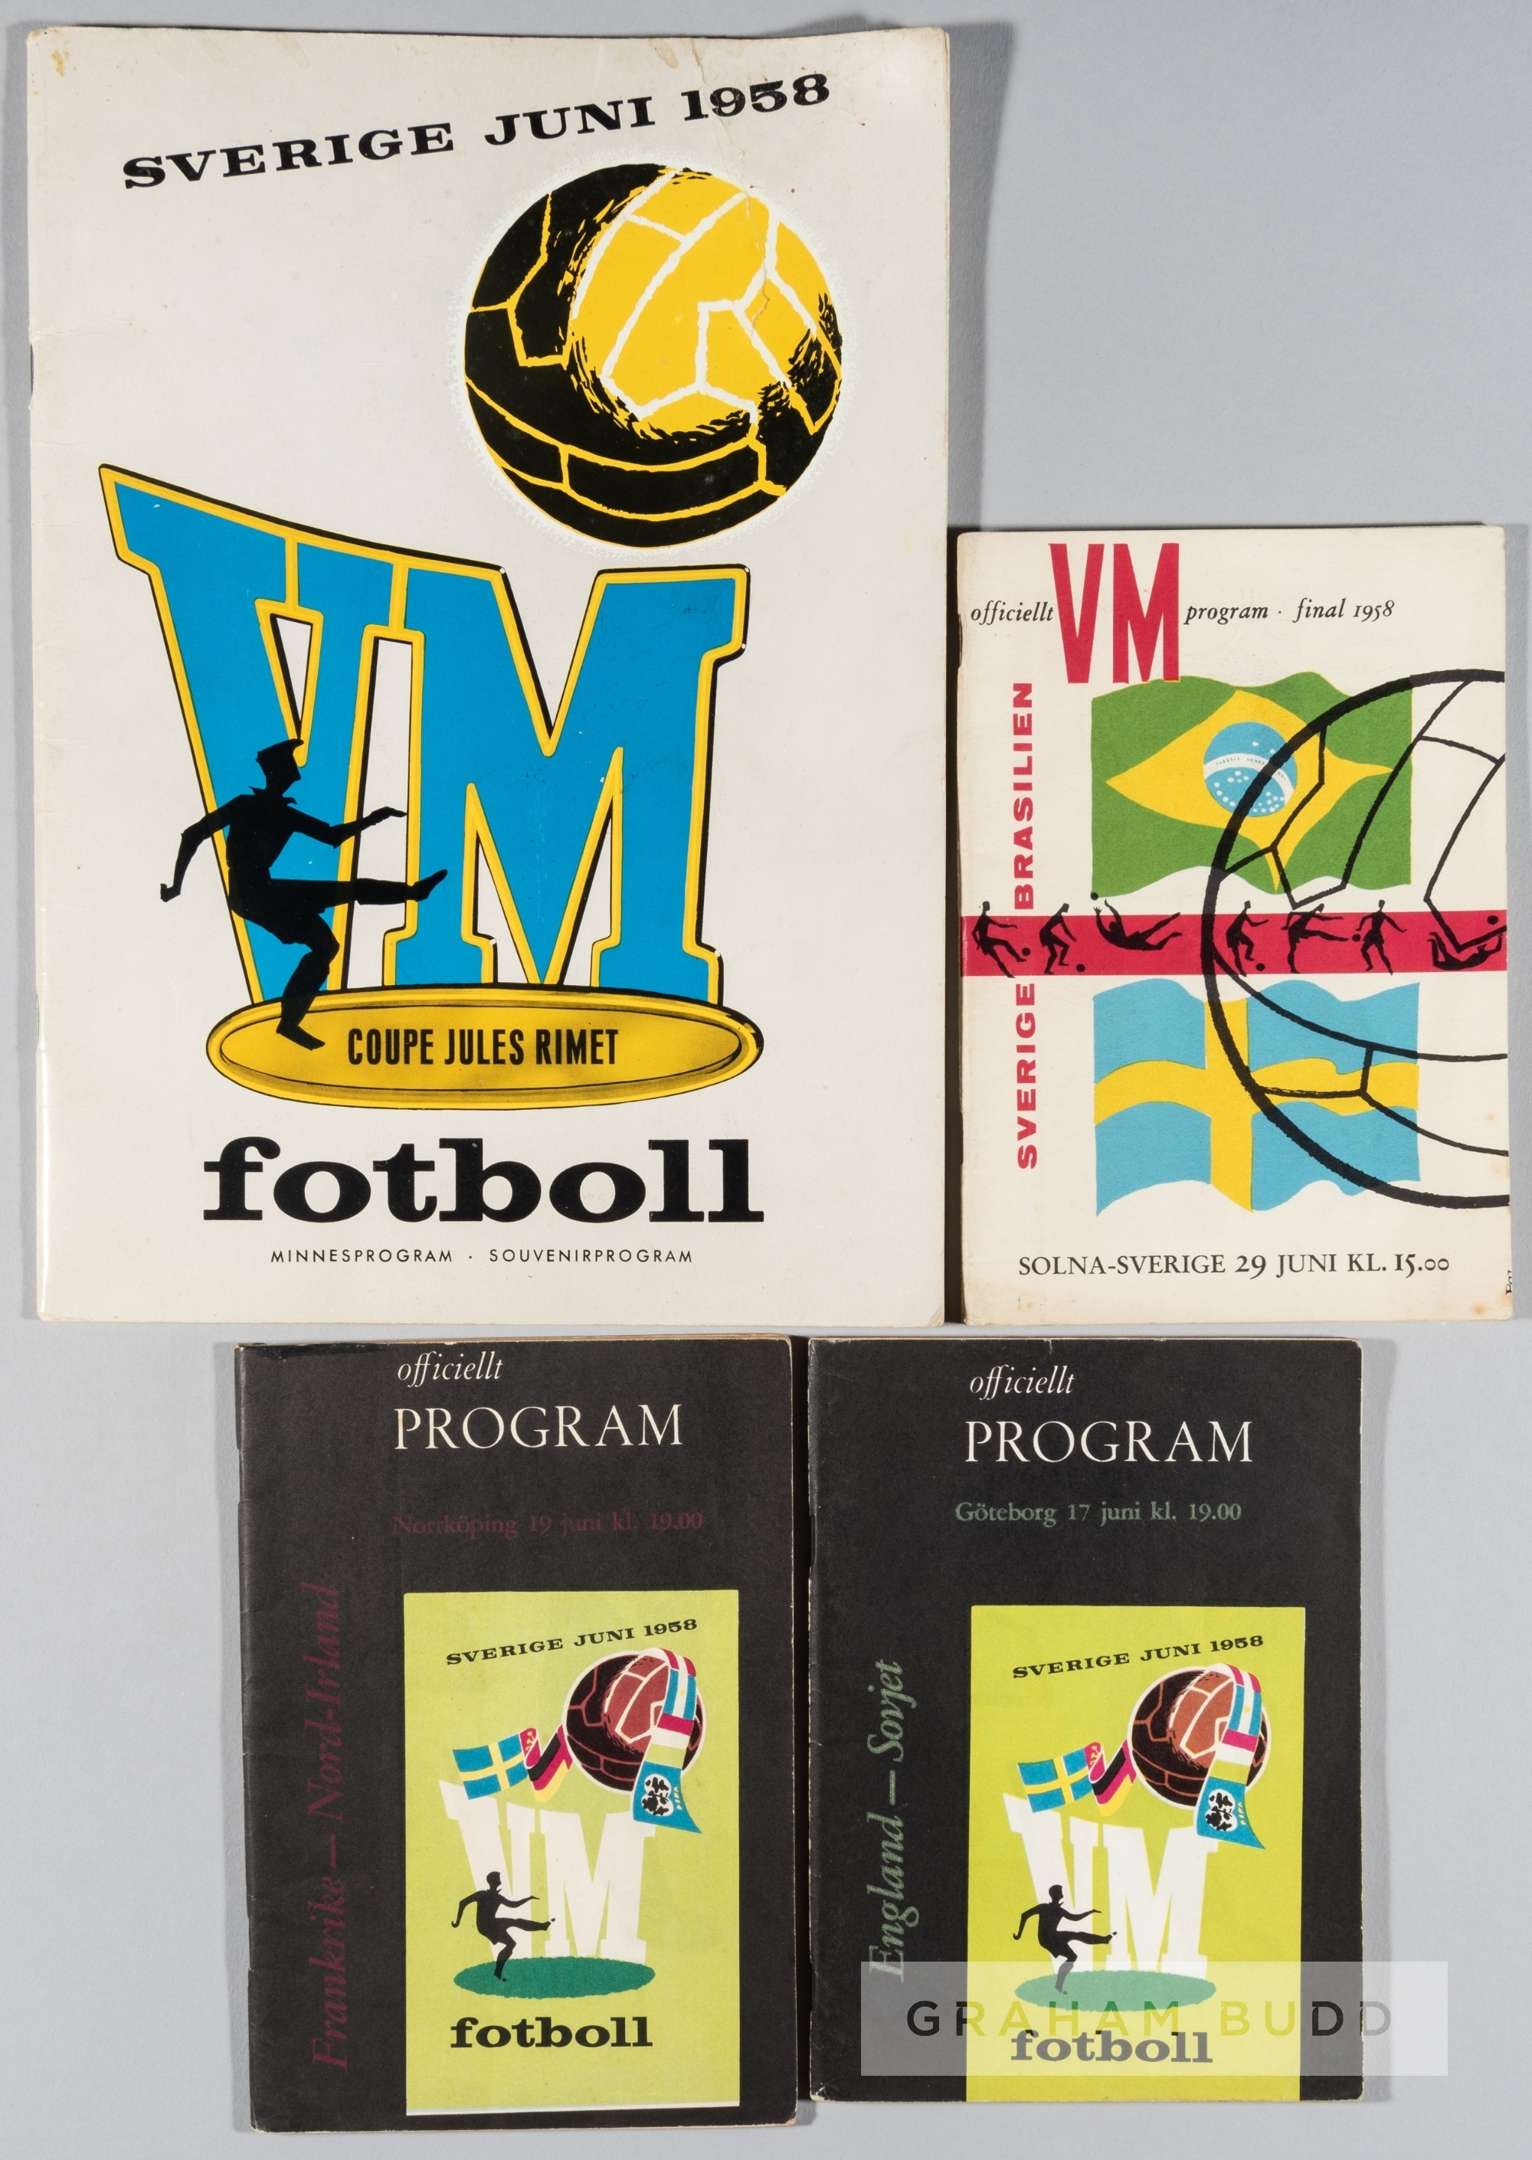 SVERIGE JUNI 1958
VM
COUPE JULES RIMET
fotboll
MINNESPROGRAM · SOUVENIRPROGRAM
officiellt VM program · final 1958
SVERIGE BRASILIEN
SOLNA-SVERIGE 29 JUNI KL. 15.00
officiellt
PROGRAM
Norrköping 19 juni kl. 19.00
Frankrike — Nord-Irland
SVERIGE JUNI 1958
FIFA
VM
fotboll
officiellt
PROGRAM
Göteborg 17 juni kl. 19.00
England — Sovjet
SVERIGE JUNI 1958
FIFA
VM
fotboll
GRAHAM BUDD